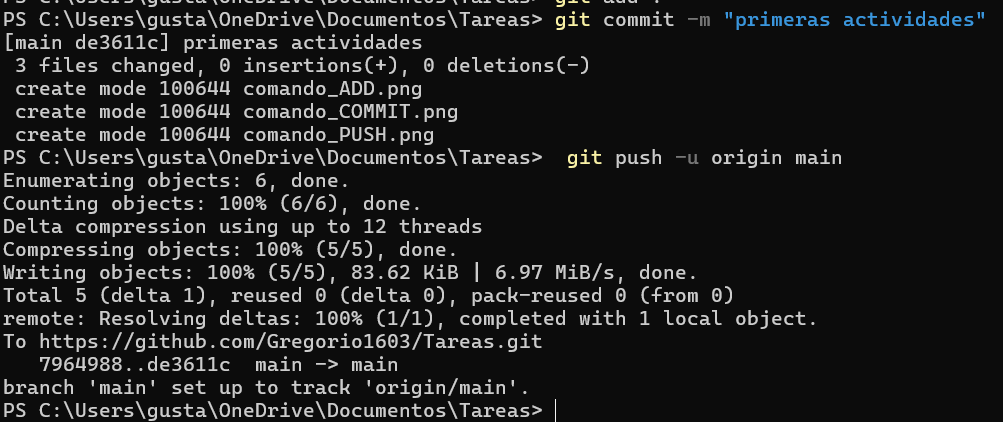 PS C:\Users\gusta\OneDrive\Documentos\Tareas> git add .
PS C:\Users\gusta\OneDrive\Documentos\Tareas> git commit -m "primeras actividades"
[main de3611c] primeras actividades
 3 files changed, 0 insertions(+), 0 deletions(-)
 create mode 100644 comando_ADD.png
 create mode 100644 comando_COMMIT.png
 create mode 100644 comando_PUSH.png
PS C:\Users\gusta\OneDrive\Documentos\Tareas>  git push -u origin main
Enumerating objects: 6, done.
Counting objects: 100% (6/6), done.
Delta compression using up to 12 threads
Compressing objects: 100% (5/5), done.
Writing objects: 100% (5/5), 83.62 KiB | 6.97 MiB/s, done.
Total 5 (delta 1), reused 0 (delta 0), pack-reused 0 (from 0)
remote: Resolving deltas: 100% (1/1), completed with 1 local object.
To https://github.com/Gregorio1603/Tareas.git
   7964988..de3611c  main -> main
branch 'main' set up to track 'origin/main'.
PS C:\Users\gusta\OneDrive\Documentos\Tareas>